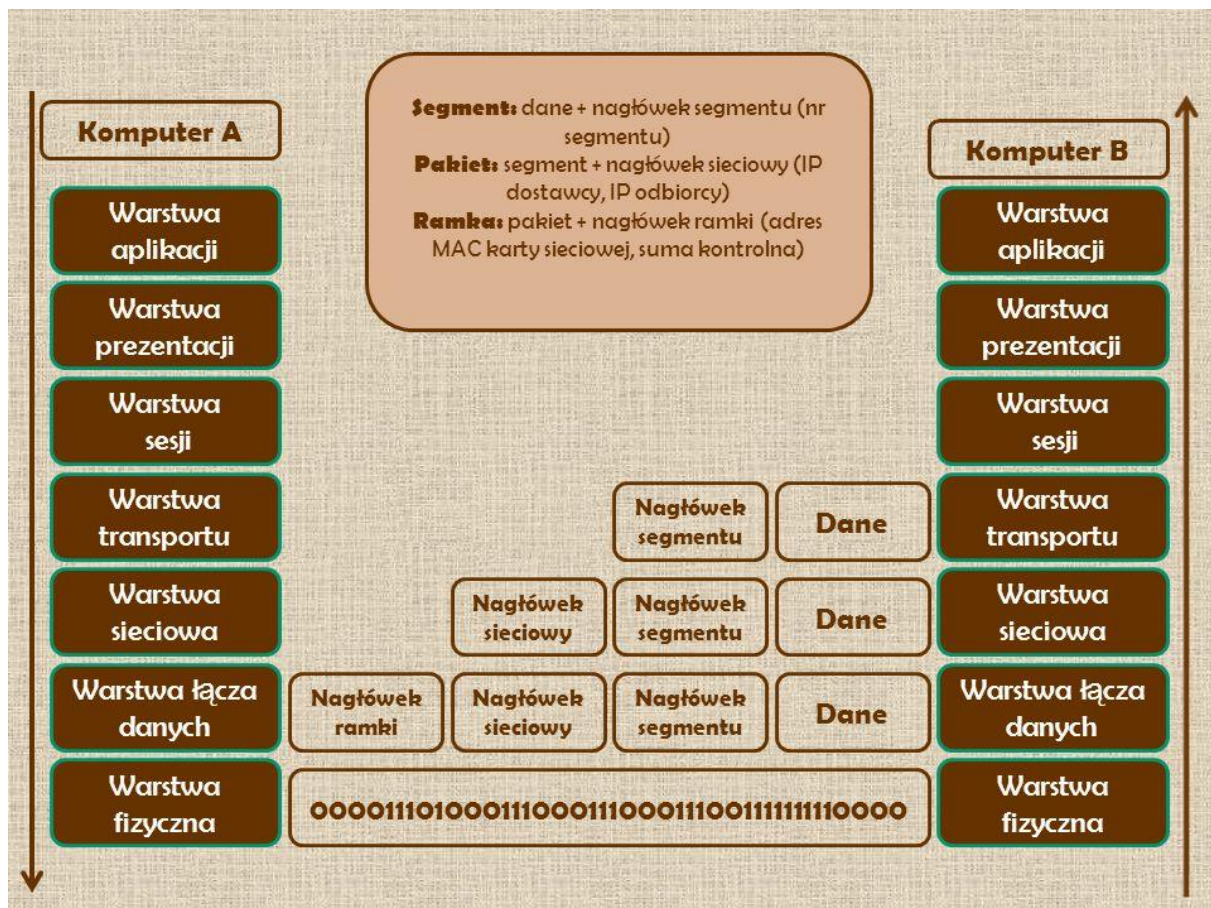 Komputer A
Segment: dane + nagłówek segmentu (nr
segmentu)
Pakiet: segment + nagłówek sieciowy (IP
dostawcy, IP odbiorcy)
Ramka: pakiet + nagłówek ramki (adres
MAC karty sieciowej, suma kontrolna)
Komputer B
Warstwa
aplikacji
Warstwa
aplikacji
Warstwa
prezentacji
Warstwa
prezentacji
Warstwa
sesji
Warstwa
sesji
Warstwa
transportu
Nagłówek
segmentu
Dane
Warstwa
transportu
Warstwa
sieciowa
Nagłówek
sieciowy
Nagłówek
segmentu
Dane
Warstwa
sieciowa
Warstwa łącza
danych
Nagłówek
ramki
Nagłówek
sieciowy
Nagłówek
segmentu
Dane
Warstwa łącza
danych
Warstwa
fizyczna
0000111010001110001110001110011111111110000
Warstwa
fizyczna